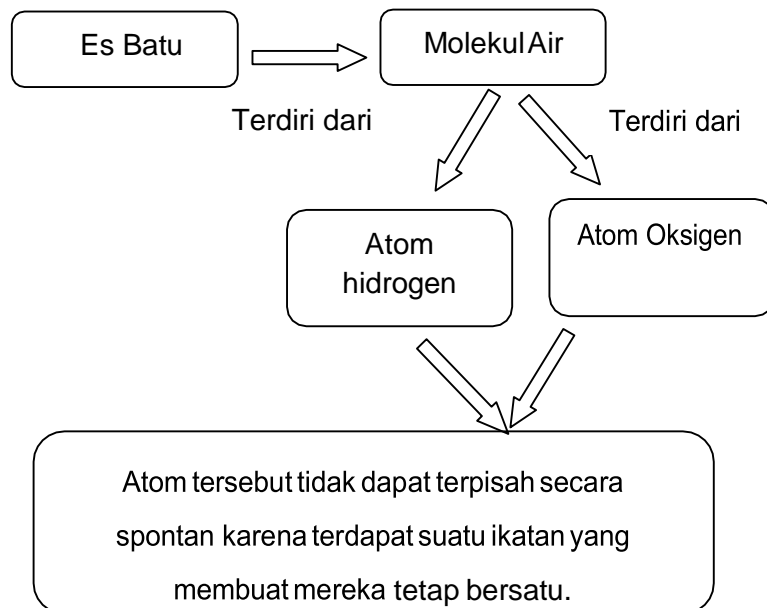 Es Batu
MolekulAir
Terdiri dari
Terdiri dari
Atom
hidrogen
Atom Oksigen
Atom tersebut tidak dapat terpisah secara
spontan karena terdapat suatu ikatan yang
membuat mereka tetap bersatu.